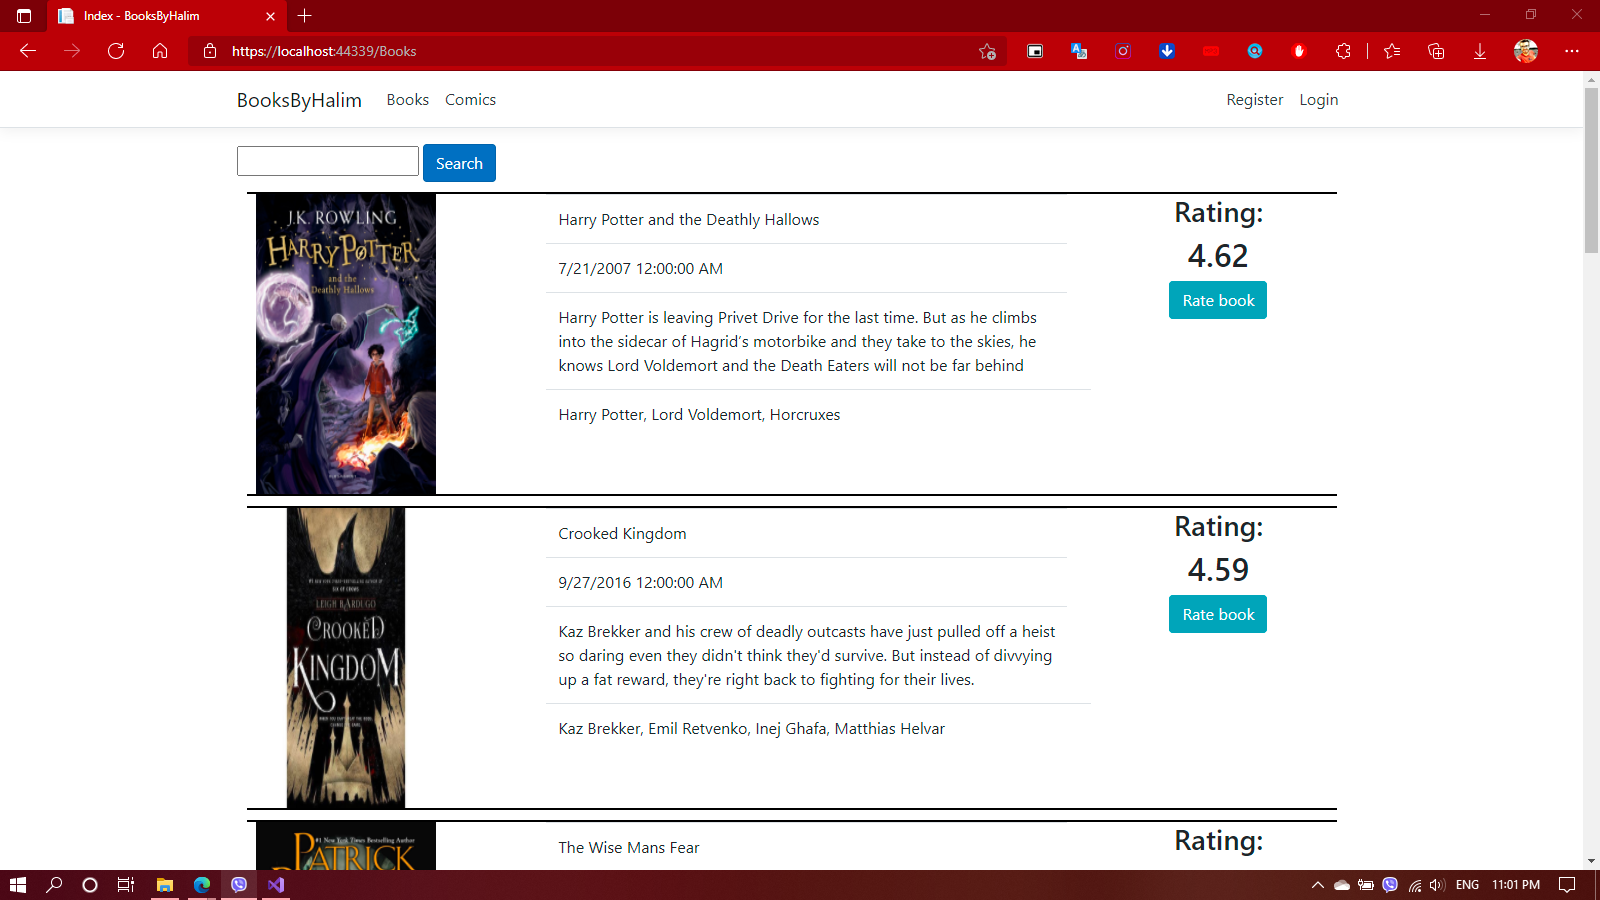 Index - BooksByHalim
https://localhost:44339/Books
BooksByHalim Books Comics Register Login
Search
J.K. ROWLING
HARRY POTTER
and the
Deathly Hallows
Harry Potter and the Deathly Hallows
7/21/2007 12:00:00 AM
Harry Potter is leaving Privet Drive for the last time. But as he climbs
into the sidecar of Hagrid’s motorbike and they take to the skies, he
knows Lord Voldemort and the Death Eaters will not be far behind
Harry Potter, Lord Voldemort, Horcruxes
Rating:
4.62
Rate book
LEIGH BARDUGO
CROOKED
KINGDOM
Crooked Kingdom
9/27/2016 12:00:00 AM
Kaz Brekker and his crew of deadly outcasts have just pulled off a heist
so daring even they didn't think they'd survive. But instead of divvying
up a fat reward, they're right back to fighting for their lives.
Kaz Brekker, Emil Retvenko, Inej Ghafa, Matthias Helvar
Rating:
4.59
Rate book
#1 New York Times Bestselling Author
PATRICK
The Wise Mans Fear
Rating:
ENG 11:01 PM